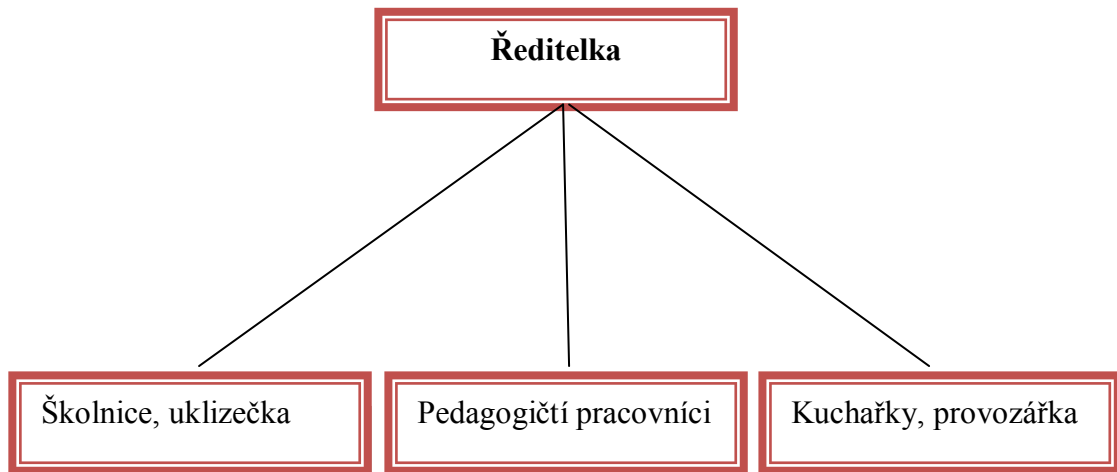 Ředitelka
Školnice, uklizečka
Pedagogičtí pracovníci
Kuchařky, provozářka